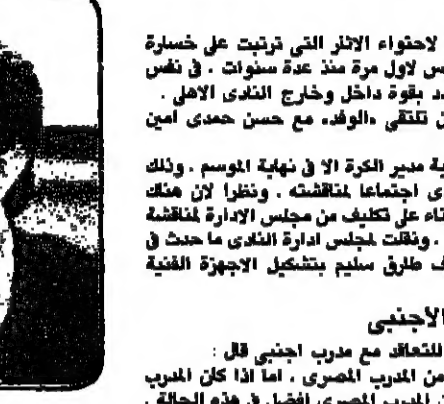 لاحتواء الاثار التى ترتبت على خسارة
س لاول مرة منذ عدة سنوات . فى نفس
دد بقوة داخل وخارج النادى الاهلى .
ن تلتقى «الوفد» مع حسن حمدى امين
ية مدير الكرة الا فى نهاية الموسم . وذلك
ى اجتماعا لمناقشته . ونظرا لان هناك
ناء على تكليف من مجلس الادارة لمناقشة
. ونقلت لمجلس ادارة النادى ما حدث فى
ف طارق سليم بتشكيل الاجهزة الفنية
الاجنبى
للتعاقد مع مدرب اجنبى قال :
من المدرب المصرى . اما اذا كان المدرب
ن المدرب المصرى افضل فى هذه الحالة .